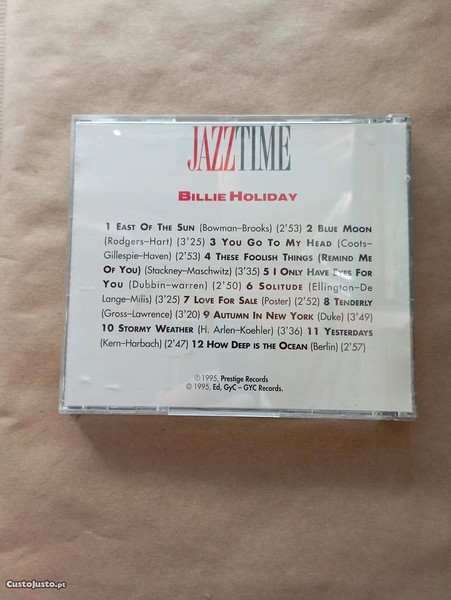 JAZZTIME
BILLIE HOLIDAY
1 EAST OF THE SUN (Bowman–Brooks) (2'53) 2 BLUE MOON
(Rodgers–Hart) (3'25) 3 YOU GO TO MY HEAD (Coots–
Gillespie–Haven) (2'53) 4 THESE FOOLISH THINGS (REMIND ME
OF YOU) (Stackney–Maschwitz) (3'35) 5 I ONLY HAVE EYES FOR
YOU (Dubbin–warren) (2'50) 6 SOLITUDE (Ellington–De
Lange–Milis) (3'25) 7 LOVE FOR SALE (Poster) (2'52) 8 TENDERLY
(Gross–Lawrence) (3'20) 9 AUTUMN IN NEW YORK (Duke) (3'49)
10 STORMY WEATHER (H. Arlen–Koehler) (3'36) 11 YESTERDAYS
(Kern–Harbach) (2'47) 12 HOW DEEP IS THE OCEAN (Berlin) (2'57)
℗ 1995, Prestige Records
© 1995, Ed, GyC – GYC Records.
CustoJusto.pt